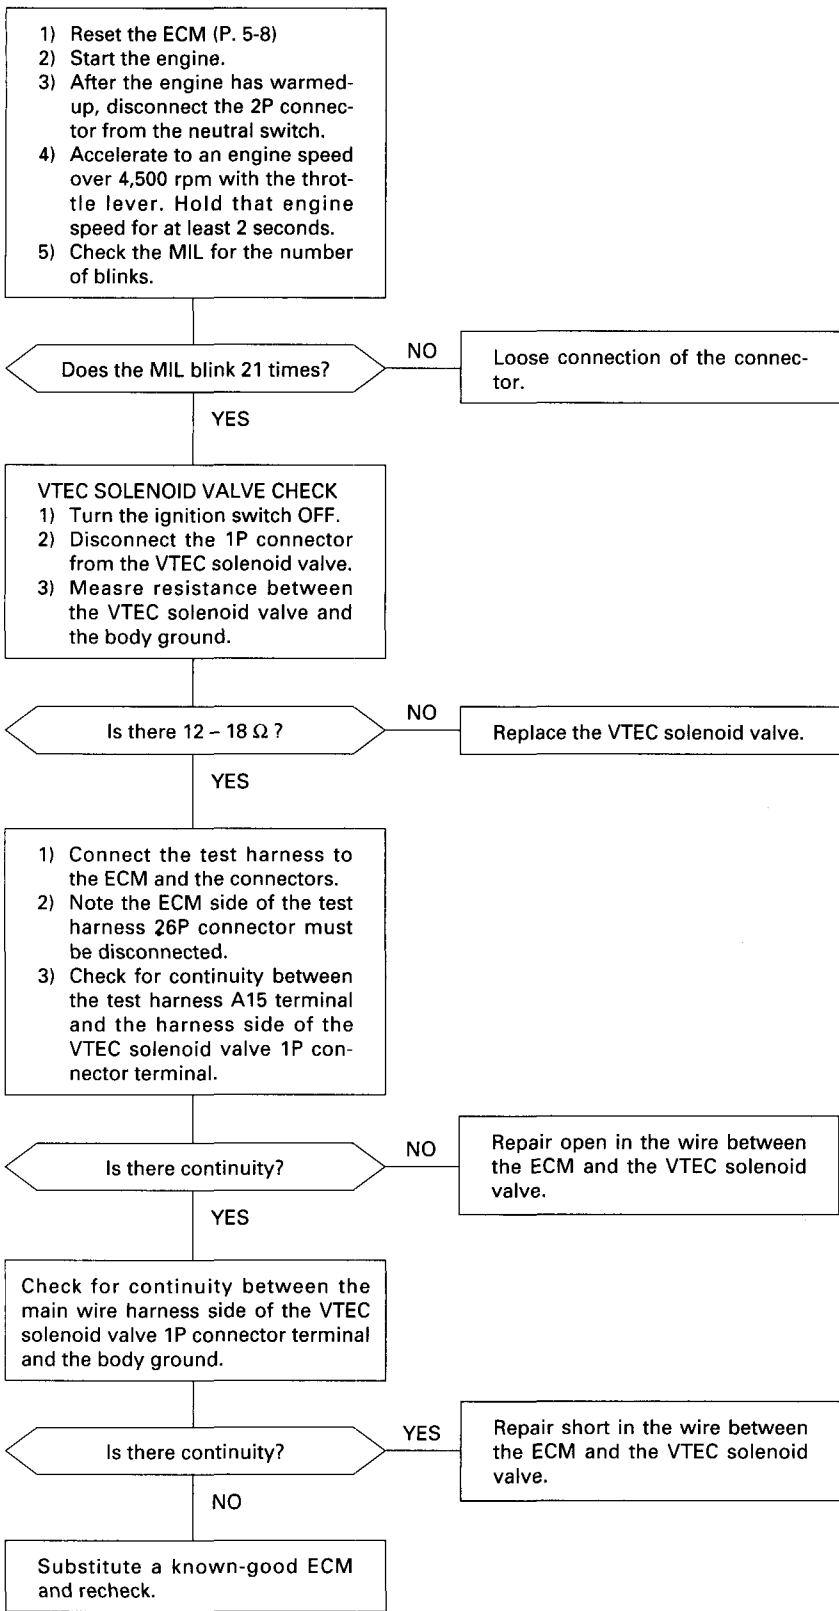 1) Reset the ECM (P. 5-8)
2) Start the engine.
3) After the engine has warmed-
up, disconnect the 2P connec-
tor from the neutral switch.
4) Accelerate to an engine speed
over 4,500 rpm with the throt-
tle lever. Hold that engine
speed for at least 2 seconds.
5) Check the MIL for the number
of blinks.
Does the MIL blink 21 times?
NO
Loose connection of the connec-
tor.
YES
VTEC SOLENOID VALVE CHECK
1) Turn the ignition switch OFF.
2) Disconnect the 1P connector
from the VTEC solenoid valve.
3) Measre resistance between
the VTEC solenoid valve and
the body ground.
Is there 12 – 18 Ω ?
NO
Replace the VTEC solenoid valve.
YES
1) Connect the test harness to
the ECM and the connectors.
2) Note the ECM side of the test
harness 26P connector must
be disconnected.
3) Check for continuity between
the test harness A15 terminal
and the harness side of the
VTEC solenoid valve 1P con-
nector terminal.
Is there continuity?
NO
Repair open in the wire between
the ECM and the VTEC solenoid
valve.
YES
Check for continuity between the
main wire harness side of the VTEC
solenoid valve 1P connector terminal
and the body ground.
Is there continuity?
YES
Repair short in the wire between
the ECM and the VTEC solenoid
valve.
NO
Substitute a known-good ECM
and recheck.